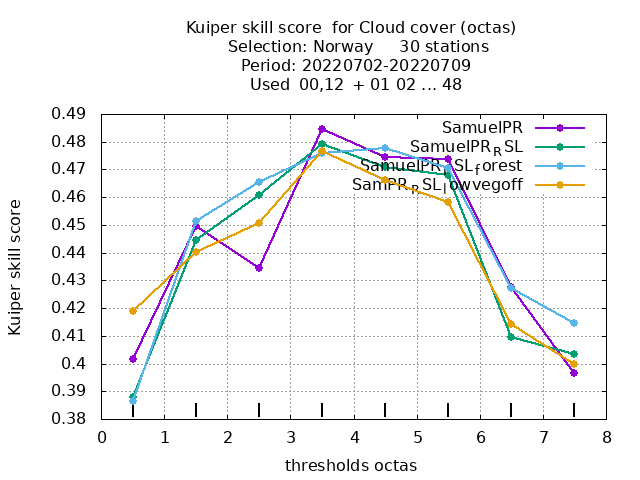 Kuiper skill score for Cloud cover (octas)
Selection: Norway 30 stations
Period: 20220702-20220709
Used 00,12 + 01 02 ... 48
0.49
0.48
0.47
0.46
0.45
0.44
0.43
0.42
0.41
0.4
0.39
0.38
Kuiper skill score
SamuelPR
SamuelPR_RSL
SamuelPR_RSL_forest
SamPR_RSL_lowvegoff
0 1 2 3 4 5 6 7 8
thresholds octas